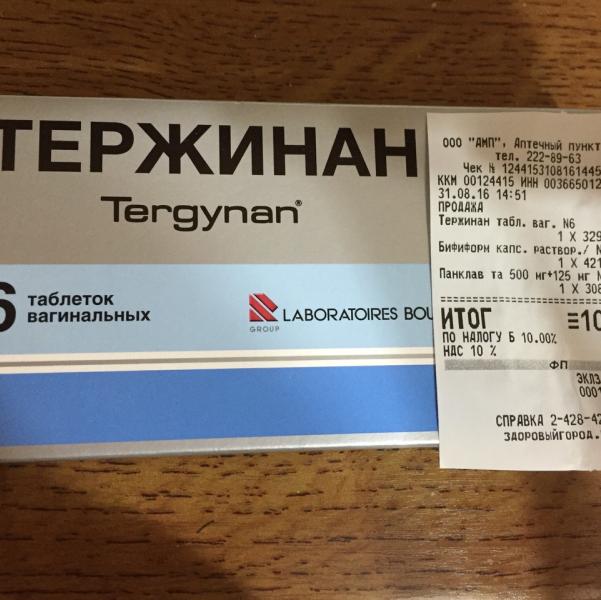 ТЕРЖИНАН
Tergynan®
6 таблеток
вагинальных
GROUP
LABORATOIRES BOU
ООО "АМП", Аптечный пункт
тел. 222-89-63
Чек № 1244153108161445
ККМ 00124415 ИНН 003665012
31.08.16 14:51
ПРОДАЖА
Тержинан табл. ваг. N6
1 X 329
Бифиформ капс. раствор./ N
1 X 421
Панклав та 500 мг+125 мг N
1 X 308
ИТОГ ≡10
ПО НАЛОГУ Б 10.00%
НДС 10 %
ФП
ЭКЛЗ
0001
СПРАВКА 2-428-42
ЗДОРОВЫЙГОРОД.